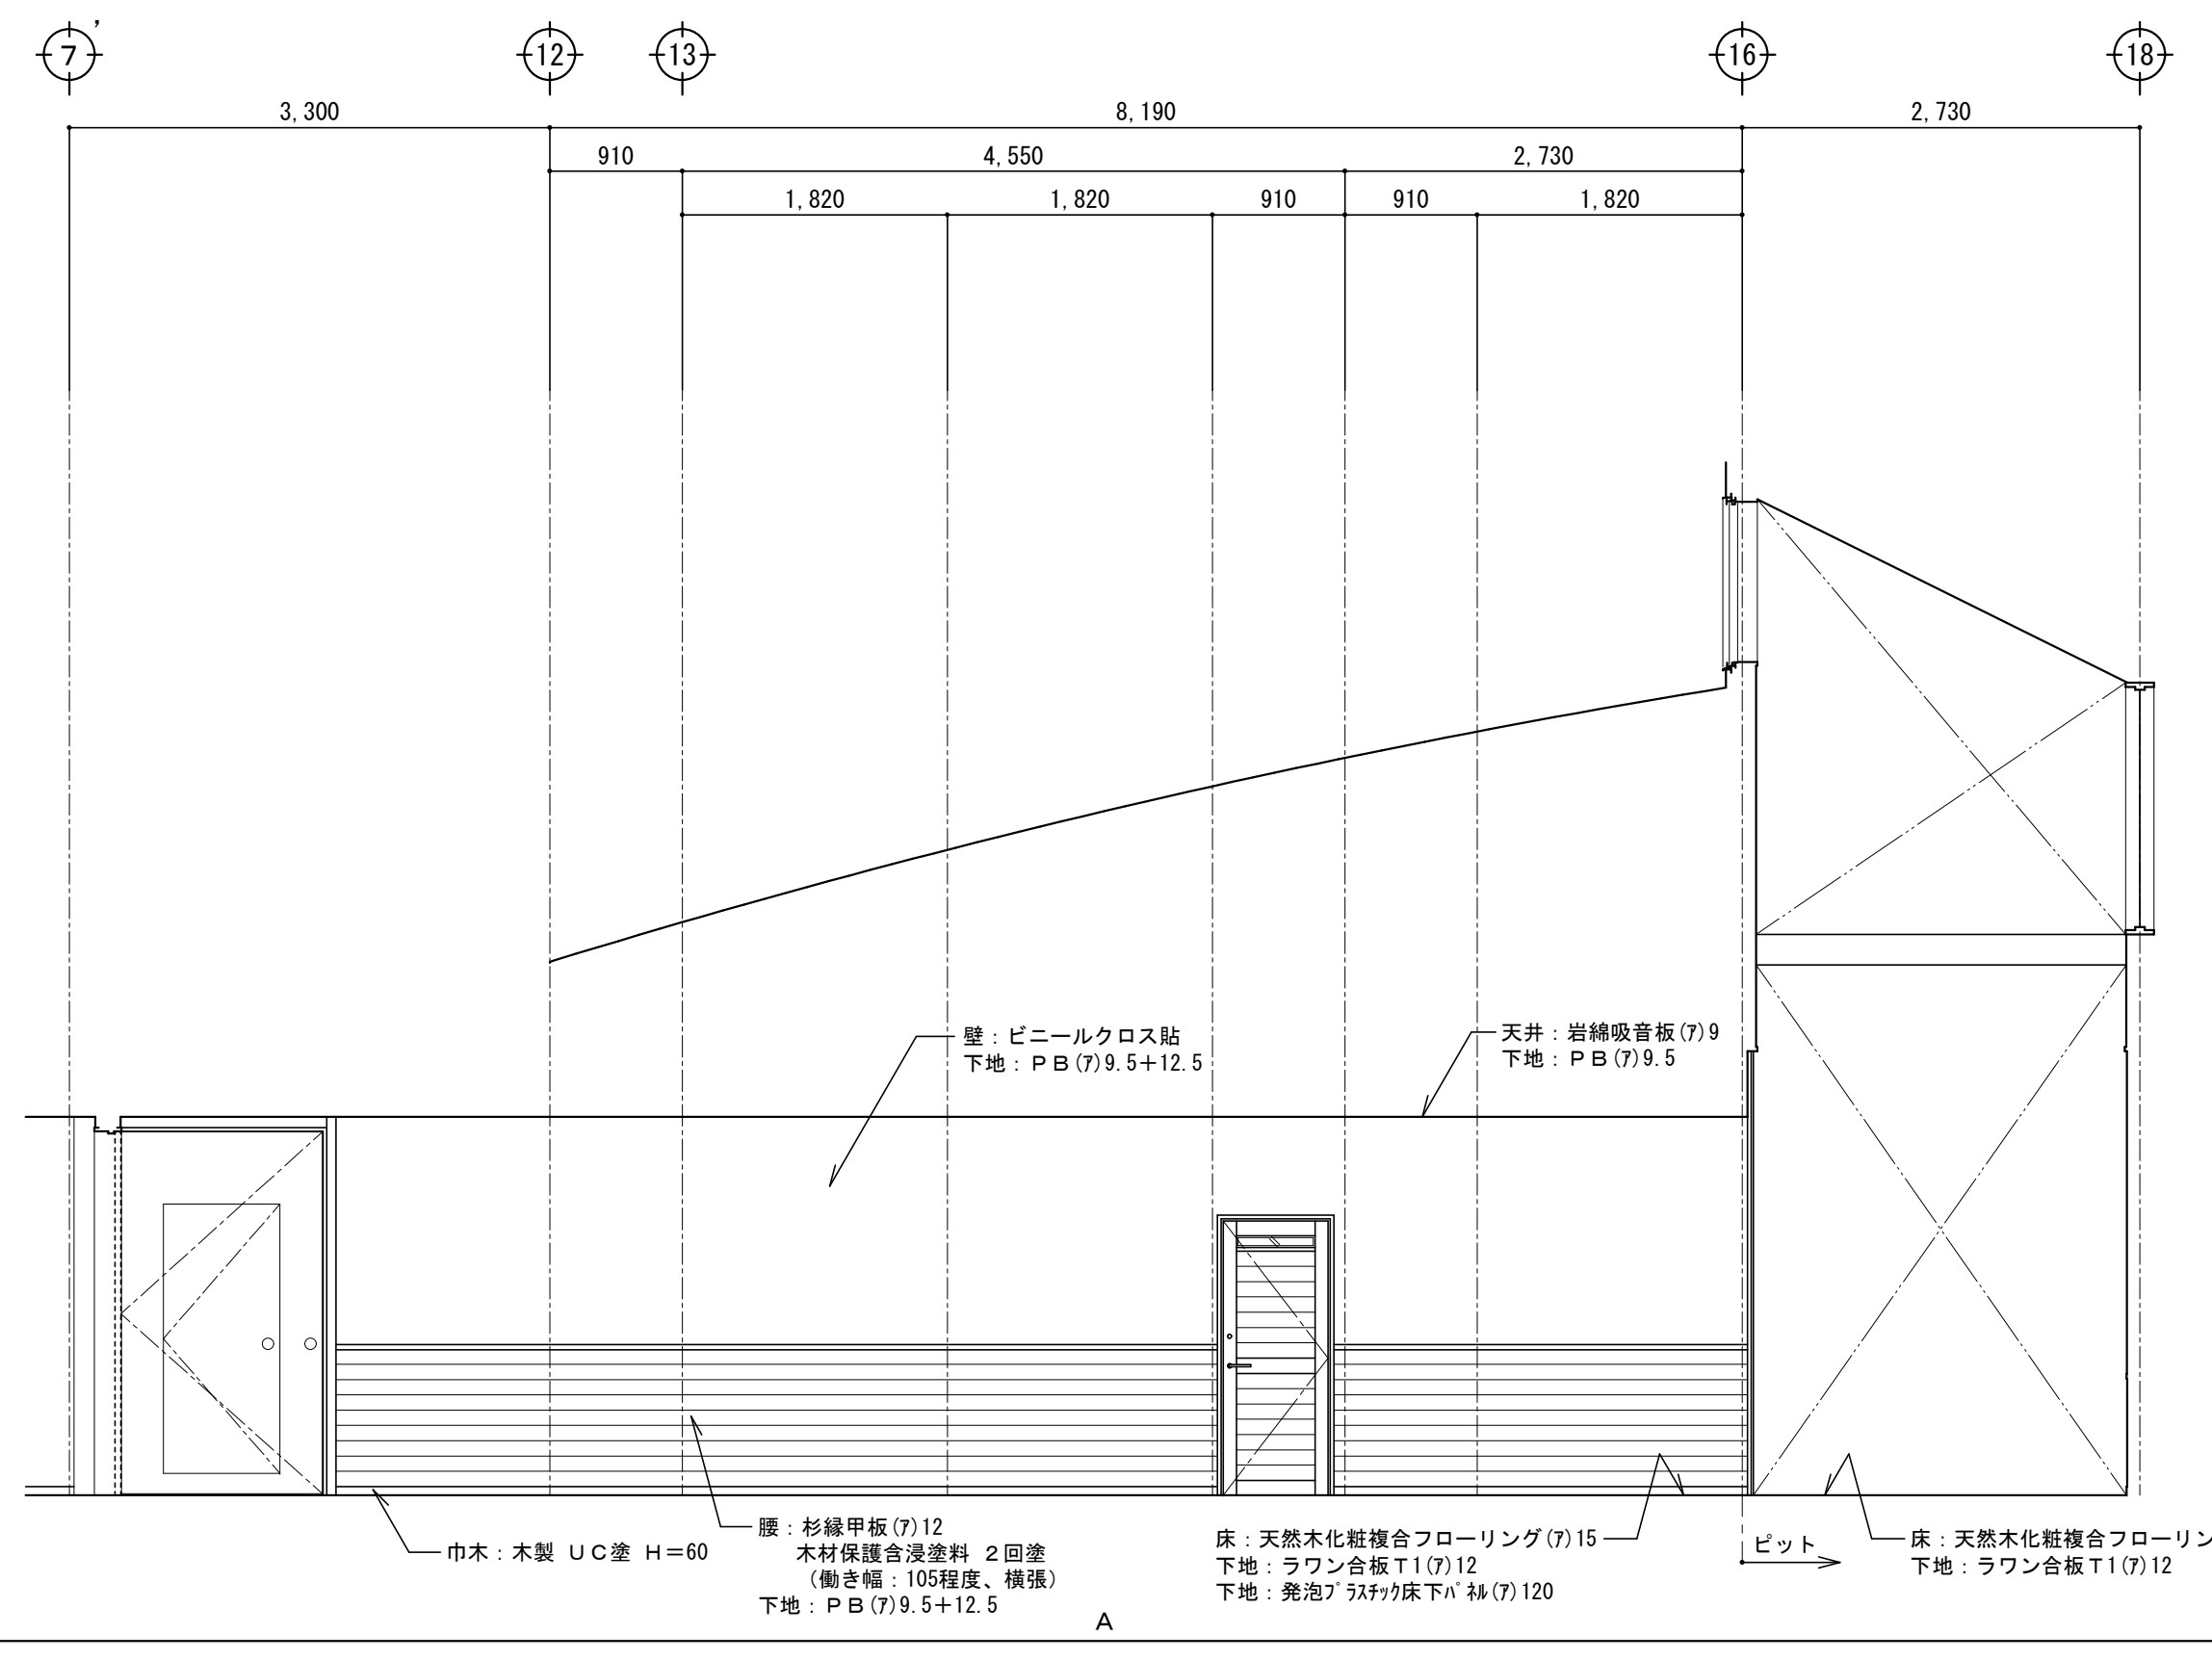 7'
12
13
16
18
3,300
8,190
2,730
910
4,550
2,730
1,820
1,820
910
910
1,820
壁：ビニールクロス貼
下地：ＰＢ(ｱ)9.5＋12.5
天井：岩綿吸音板(ｱ)9
下地：ＰＢ(ｱ)9.5
巾木：木製 ＵＣ塗 Ｈ＝60
腰：杉縁甲板(ｱ)12
木材保護含浸塗料 ２回塗
（働き幅：105程度、横張）
下地：ＰＢ(ｱ)9.5＋12.5
床：天然木化粧複合フローリング(ｱ)15
下地：ラワン合板Ｔ1(ｱ)12
下地：発泡ﾌﾟﾗｽﾁｯｸ床下ﾊﾟﾈﾙ(ｱ)120
ピット
床：天然木化粧複合フローリン
下地：ラワン合板Ｔ1(ｱ)12
Ａ